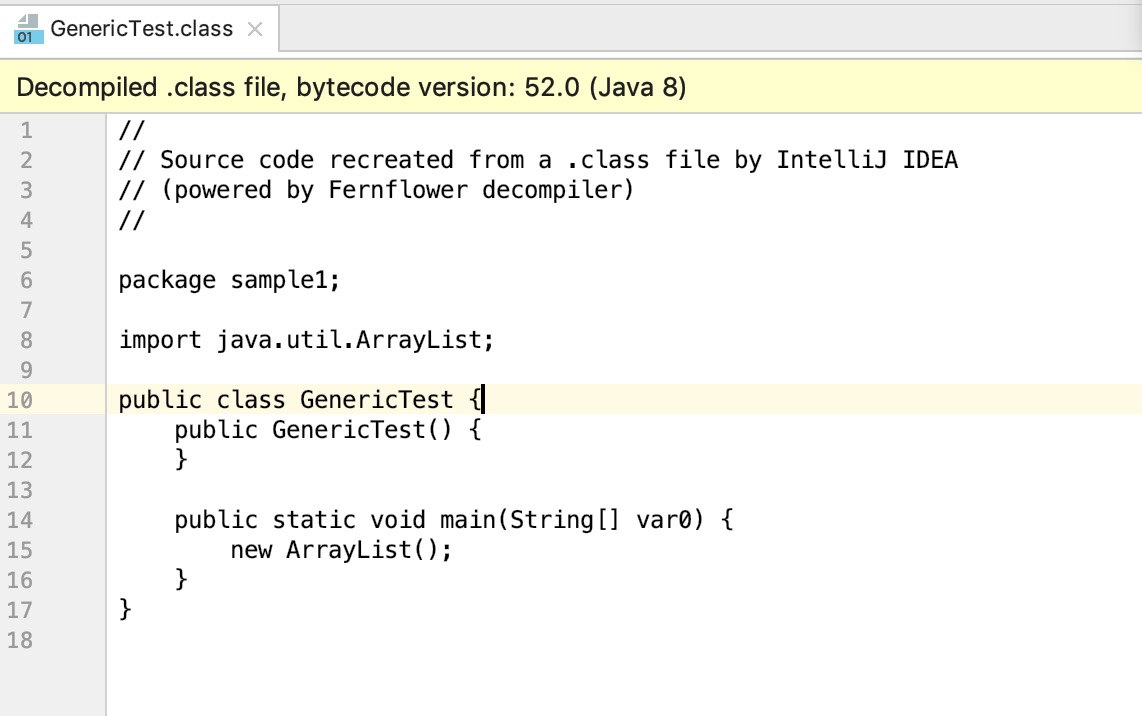 01 GenericTest.class
Decompiled .class file, bytecode version: 52.0 (Java 8)
1 //
2 // Source code recreated from a .class file by IntelliJ IDEA
3 // (powered by Fernflower decompiler)
4 //
5
6 package sample1;
7
8 import java.util.ArrayList;
9
10 public class GenericTest {
11     public GenericTest() {
12     }
13
14     public static void main(String[] var0) {
15         new ArrayList();
16     }
17 }
18